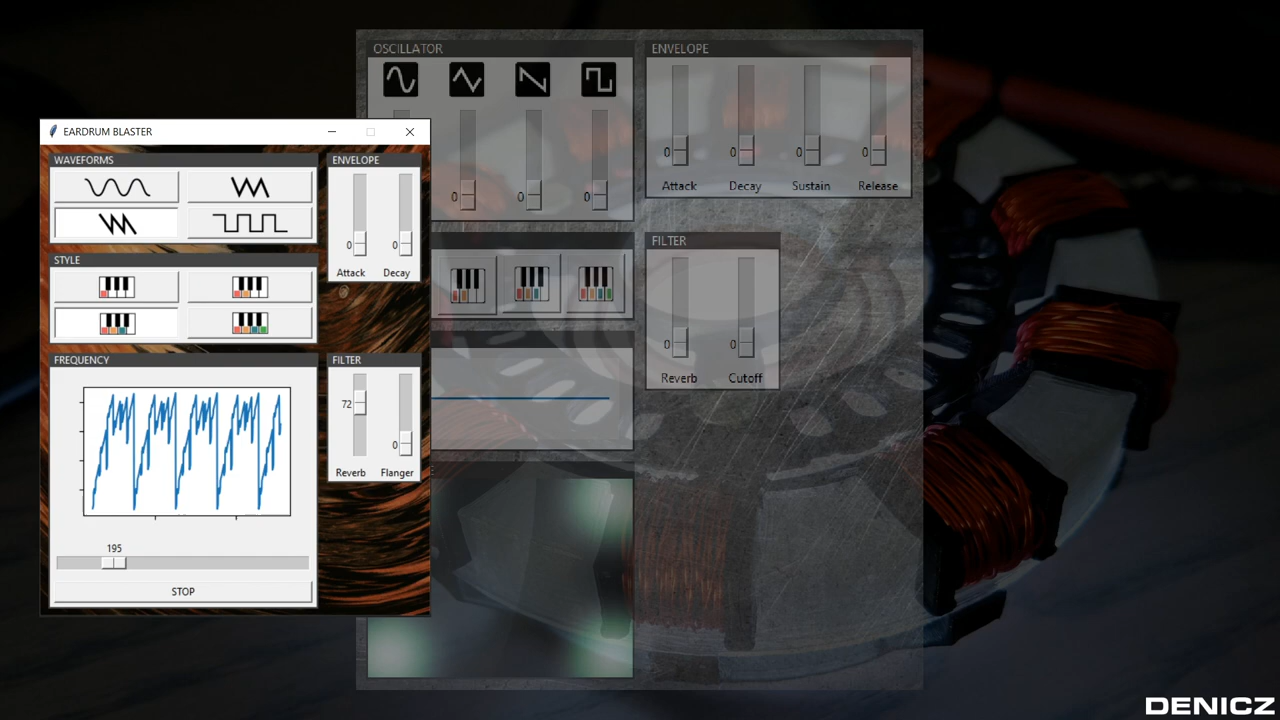 OSCILLATOR
ENVELOPE
0
0
0
0
0
0
0
Attack
Decay
Sustain
Release
FILTER
0
0
Reverb
Cutoff
EARDRUM BLASTER
WAVEFORMS
ENVELOPE
0
0
Attack
Decay
STYLE
FREQUENCY
FILTER
72
0
Reverb
Flanger
195
STOP
DENICZ